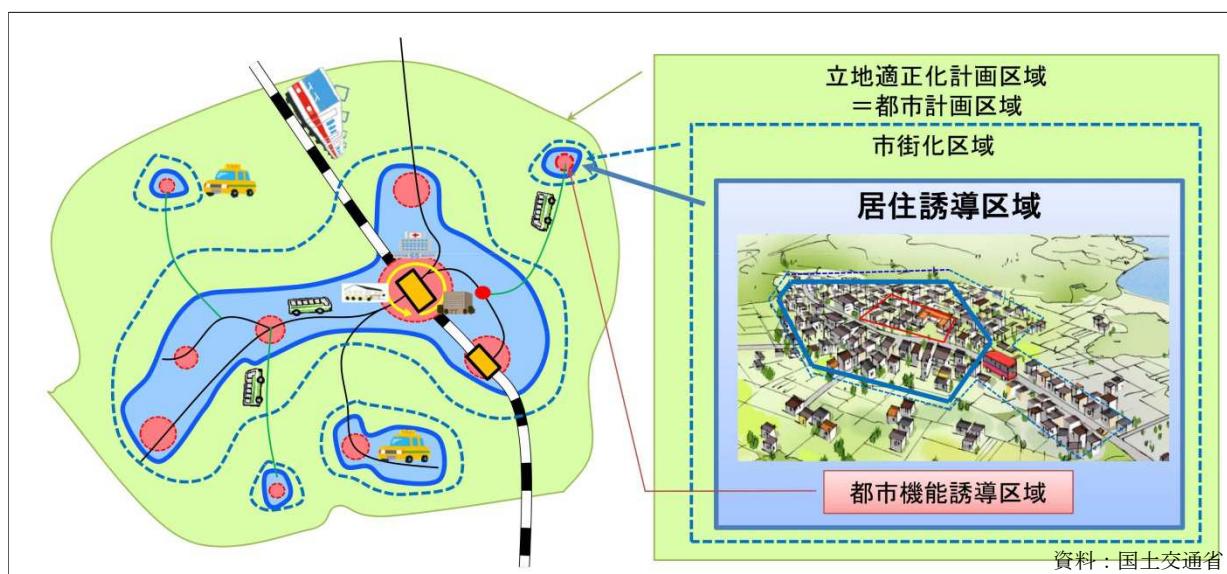 立地適正化計画区域
＝都市計画区域
市街化区域
居住誘導区域
都市機能誘導区域
資料：国土交通省